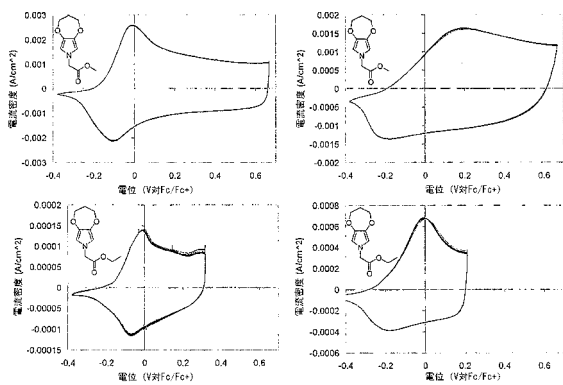 0.003
0.002
0.001
0
-0.001
-0.002
-0.003
-0.4 -0.2 0 0.2 0.4 0.6
電流密度 (A/cm^2)
電位 (V対Fc/Fc+)
O O
N
O
O
0.002
0.0015
0.001
0.0005
0
-0.0005
-0.001
-0.0015
-0.002
-0.4 -0.2 0 0.2 0.4 0.6
電流密度 (A/cm^2)
電位 (V対Fc/Fc+)
O O
N
O
O
0.0002
0.00015
0.0001
0.00005
0
-0.00005
-0.0001
-0.00015
-0.4 -0.2 0 0.2 0.4 0.6
電流密度 (A/cm^2)
電位 (V対Fc/Fc+)
O O
N
O
O
0.0008
0.0006
0.0004
0.0002
0
-0.0002
-0.0004
-0.0006
-0.4 -0.2 0 0.2 0.4 0.6
電流密度 (A/cm^2)
電位 (V対Fc/Fc+)
O O
N
O
O